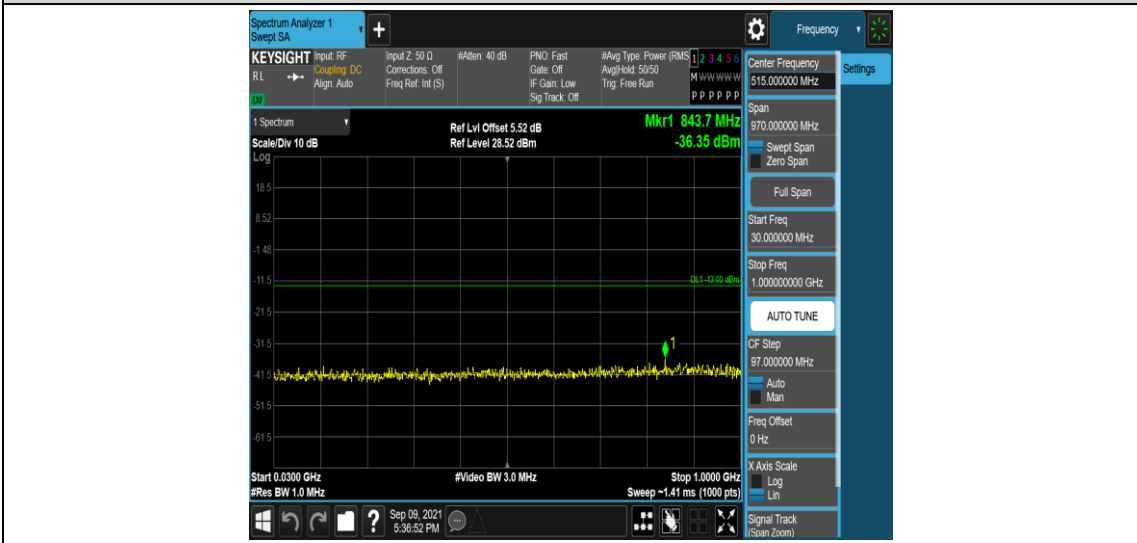 Spectrum Analyzer 1
Swept SA
+
Frequency
KEYSIGHT
R L
LXI
Input: RF
Coupling: DC
Align: Auto
Input Z: 50 Ω
Corrections: Off
Freq Ref: Int (S)
#Atten: 40 dB
PNO: Fast
Gate: Off
IF Gain: Low
Sig Track: Off
#Avg Type: Power (RMS
Avg|Hold: 50/50
Trig: Free Run
1 2 3 4 5 6
M W W W W W
P P P P P P
1 Spectrum
Scale/Div 10 dB
Log
Ref Lvl Offset 5.52 dB
Ref Level 28.52 dBm
Mkr1 843.7 MHz
-36.35 dBm
18.5
8.52
-1.48
-11.5
DL1 -13.00 dBm
-21.5
-31.5
1
-41.5
-51.5
-61.5
Start 0.0300 GHz
#Res BW 1.0 MHz
#Video BW 3.0 MHz
Stop 1.0000 GHz
Sweep ~1.41 ms (1000 pts)
?
Sep 09, 2021
5:36:52 PM
Center Frequency
515.000000 MHz
Settings
Span
970.000000 MHz
Swept Span
Zero Span
Full Span
Start Freq
30.000000 MHz
Stop Freq
1.000000000 GHz
AUTO TUNE
CF Step
97.000000 MHz
Auto
Man
Freq Offset
0 Hz
X Axis Scale
Log
Lin
Signal Track
(Span Zoom)